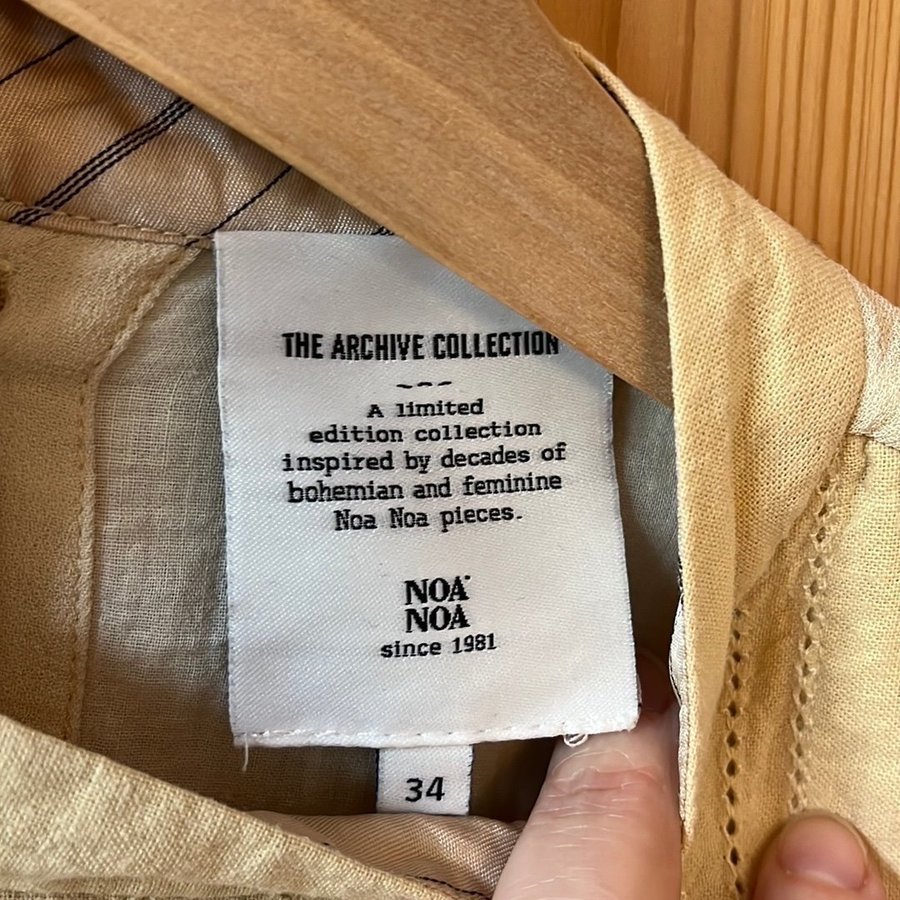 THE ARCHIVE COLLECTION
A limited
edition collection
inspired by decades of
bohemian and feminine
Noa Noa pieces.
NOA
NOA
since 1981
34